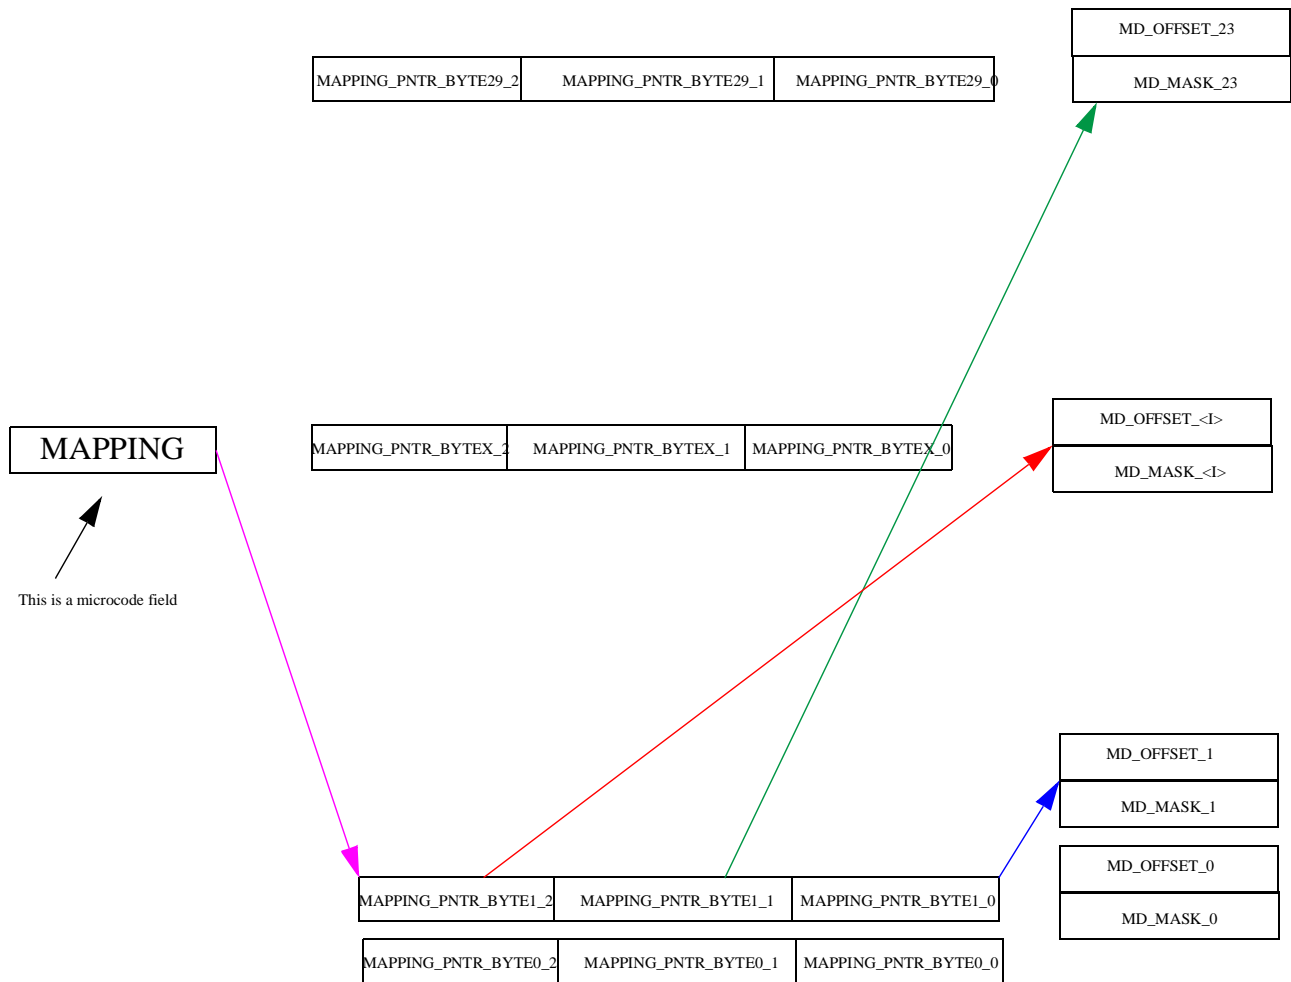 MD_OFFSET_23
MAPPING_PNTR_BYTE29_2 MAPPING_PNTR_BYTE29_1 MAPPING_PNTR_BYTE29_0
MD_MASK_23
MD_OFFSET_<I>
MAPPING
MAPPING_PNTR_BYTEX_2 MAPPING_PNTR_BYTEX_1 MAPPING_PNTR_BYTEX_0
MD_MASK_<I>
This is a microcode field
MD_OFFSET_1
MD_MASK_1
MD_OFFSET_0
MAPPING_PNTR_BYTE1_2 MAPPING_PNTR_BYTE1_1 MAPPING_PNTR_BYTE1_0
MD_MASK_0
MAPPING_PNTR_BYTE0_2 MAPPING_PNTR_BYTE0_1 MAPPING_PNTR_BYTE0_0